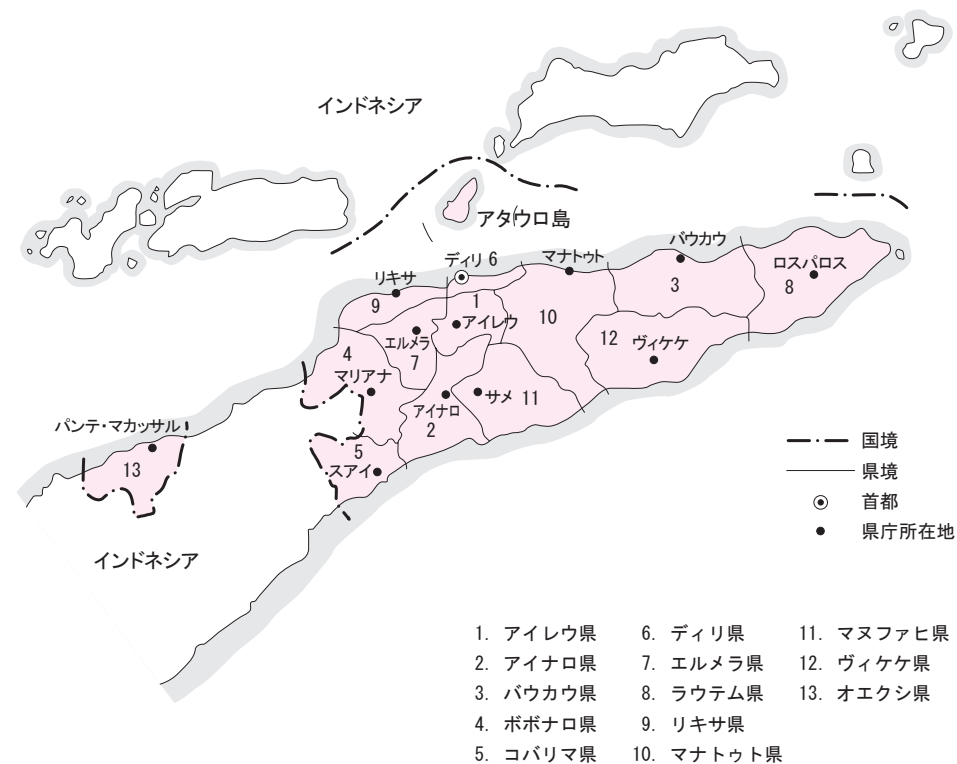 インドネシア
アタウロ島
バウカウ
ディリ 6
マナトゥト
ロスパロス
リキサ
3
8
9
1
10
アイレウ
エルメラ
12
ヴィケケ
4
7
マリアナ
サメ 11
アイナロ
2
パンテ・マカッサル
5
13
スアイ
インドネシア
国境
県境
首都
県庁所在地
1. アイレウ県
2. アイナロ県
3. バウカウ県
4. ボボナロ県
5. コバリマ県
6. ディリ県
7. エルメラ県
8. ラウテム県
9. リキサ県
10. マナトゥト県
11. マヌファヒ県
12. ヴィケケ県
13. オエクシ県